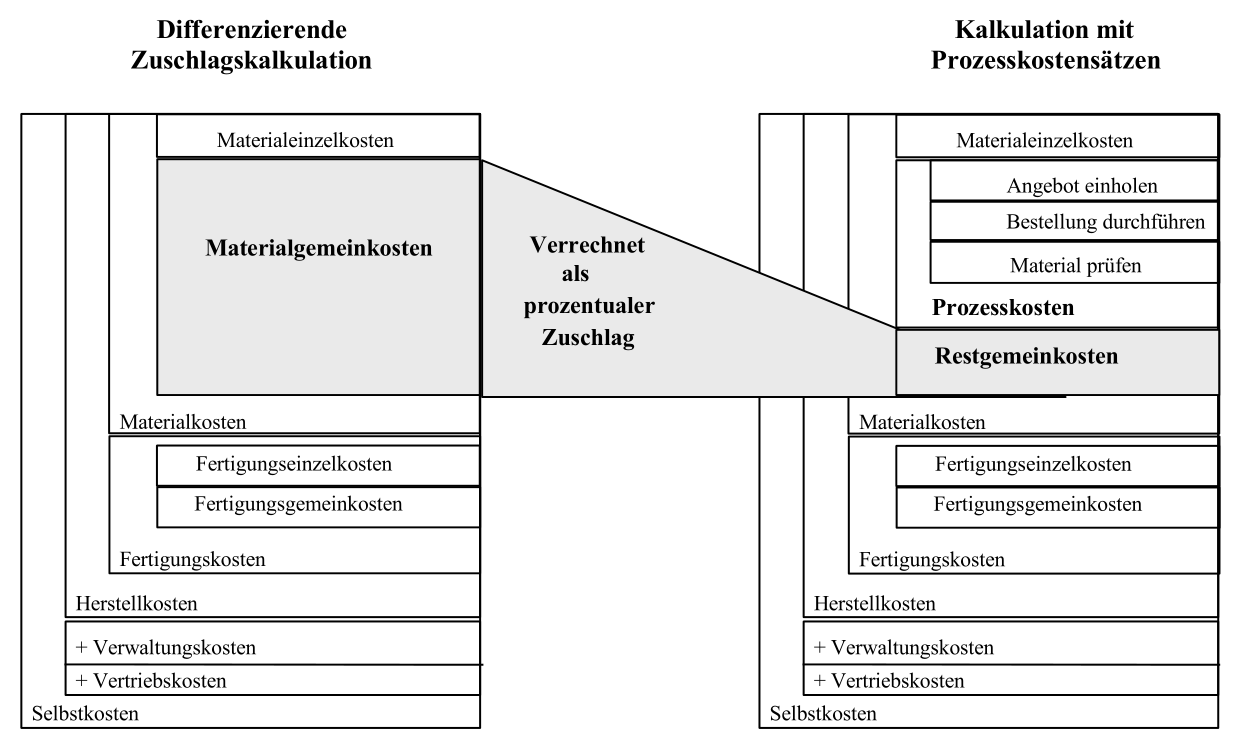 Differenzierende
Zuschlagskalkulation
Kalkulation mit
Prozesskostensätzen
Materialeinzelkosten
Materialgemeinkosten
Materialkosten
Fertigungseinzelkosten
Fertigungsgemeinkosten
Fertigungskosten
Herstellkosten
+ Verwaltungskosten
+ Vertriebskosten
Selbstkosten
Verrechnet
als
prozentualer
Zuschlag
Materialeinzelkosten
Angebot einholen
Bestellung durchführen
Material prüfen
Prozesskosten
Restgemeinkosten
Materialkosten
Fertigungseinzelkosten
Fertigungsgemeinkosten
Fertigungskosten
Herstellkosten
+ Verwaltungskosten
+ Vertriebskosten
Selbstkosten